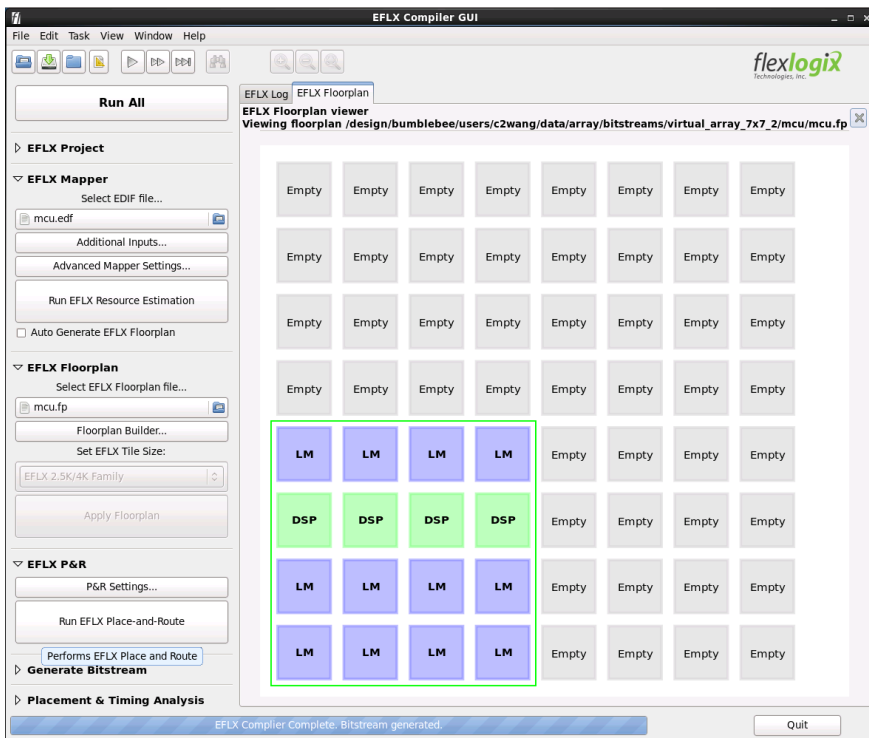 EFLX Compiler GUI
File Edit Task View Window Help
flexlogix
Technologies, Inc.
Run All
EFLX Project
EFLX Mapper
Select EDIF file...
mcu.edf
Additional Inputs...
Advanced Mapper Settings...
Run EFLX Resource Estimation
Auto Generate EFLX Floorplan
EFLX Floorplan
Select EFLX Floorplan file...
mcu.fp
Floorplan Builder...
Set EFLX Tile Size:
EFLX 2.5K/4K Family
Apply Floorplan
EFLX P&R
P&R Settings...
Run EFLX Place-and-Route
Performs EFLX Place and Route
Generate Bitstream
Placement & Timing Analysis
EFLX Log EFLX Floorplan
EFLX Floorplan viewer
Viewing floorplan /design/bumblebee/users/c2wang/data/array/bitstreams/virtual_array_7x7_2/mcu/mcu.fp
Empty Empty Empty Empty Empty Empty Empty Empty
Empty Empty Empty Empty Empty Empty Empty Empty
Empty Empty Empty Empty Empty Empty Empty Empty
Empty Empty Empty Empty Empty Empty Empty Empty
LM LM LM LM Empty Empty Empty Empty
DSP DSP DSP DSP Empty Empty Empty Empty
LM LM LM LM Empty Empty Empty Empty
LM LM LM LM Empty Empty Empty Empty
EFLX Complier Complete. Bitstream generated.
Quit